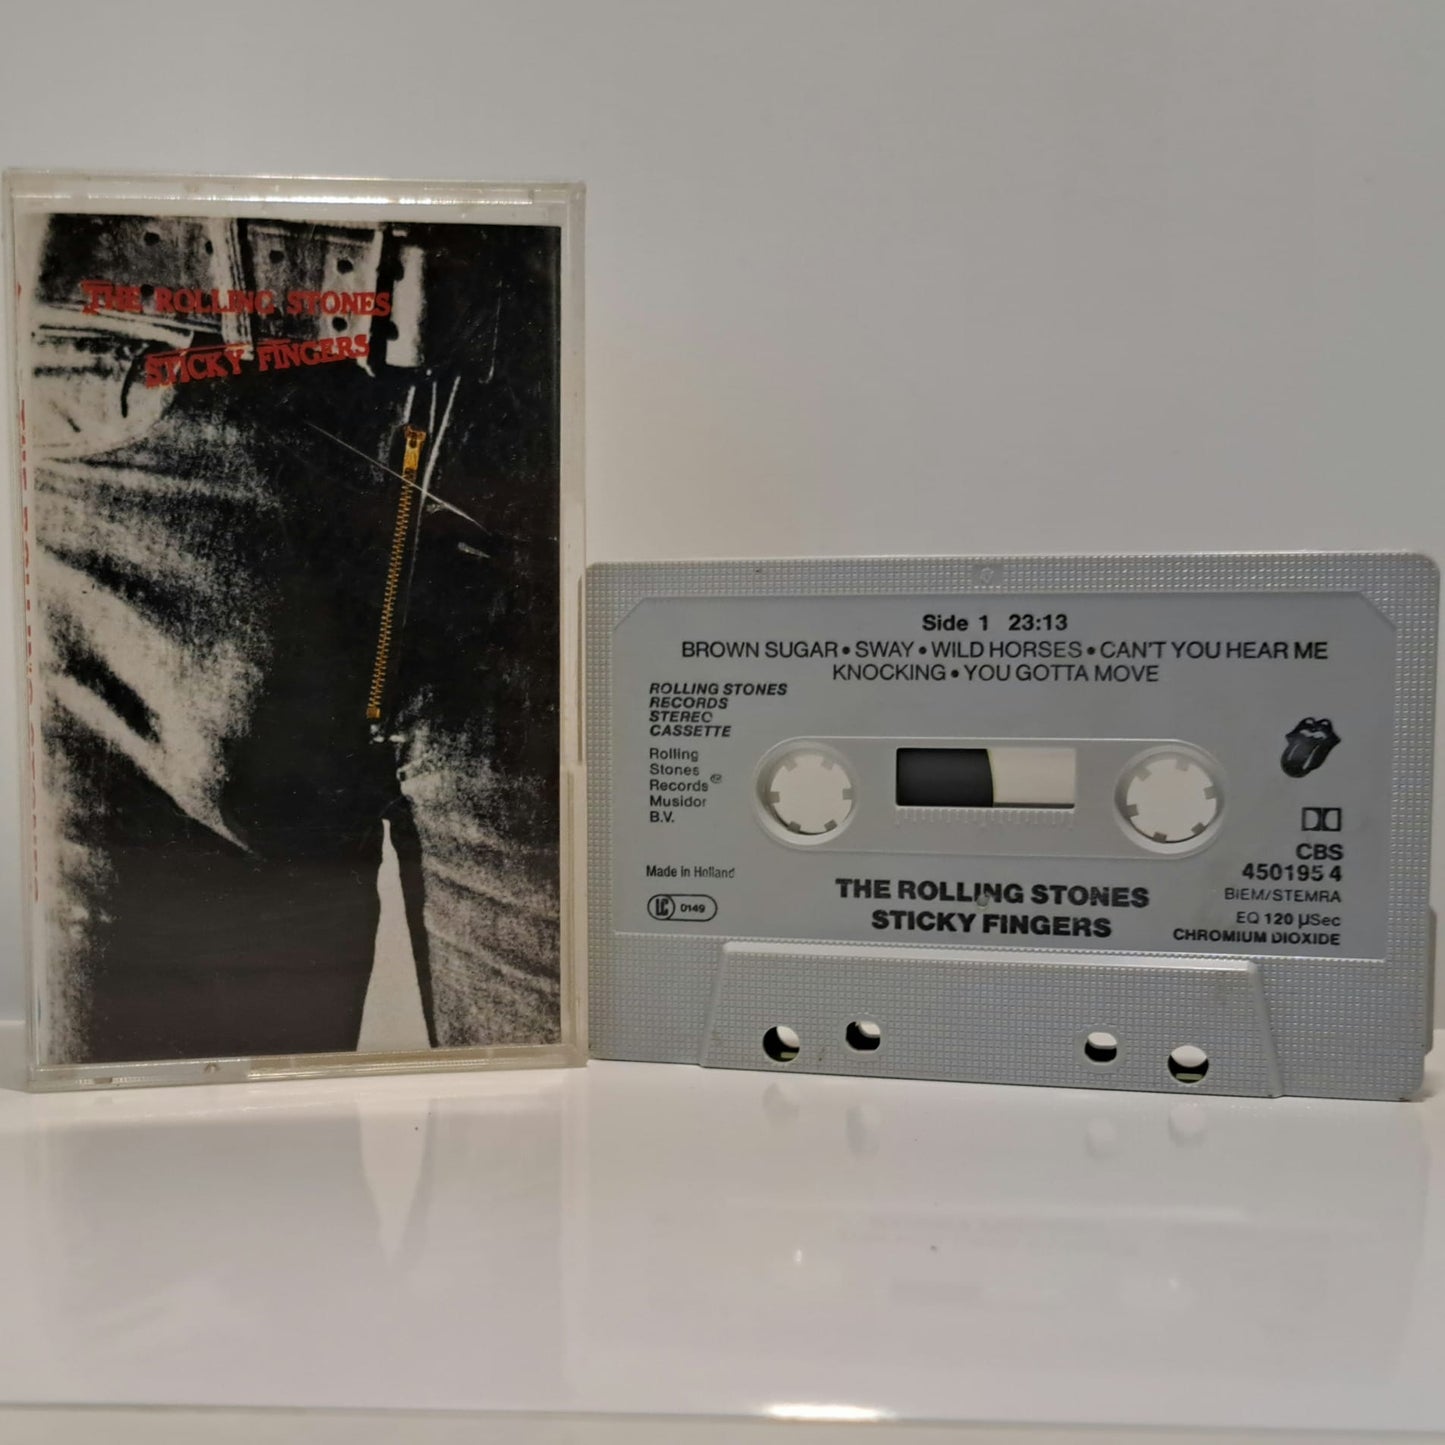 THE ROLLING STONES
STICKY FINGERS
Side 1 23:13
BROWN SUGAR • SWAY • WILD HORSES • CAN'T YOU HEAR ME
KNOCKING • YOU GOTTA MOVE
ROLLING STONES
RECORDS
STEREO
CASSETTE
Rolling
Stones
Records
Musidor
B.V.
Made in Holland
LC 0149
CBS
450195 4
BIEM/STEMRA
EQ 120 µSec
CHROMIUM DIOXIDE
THE ROLLING STONES
STICKY FINGERS